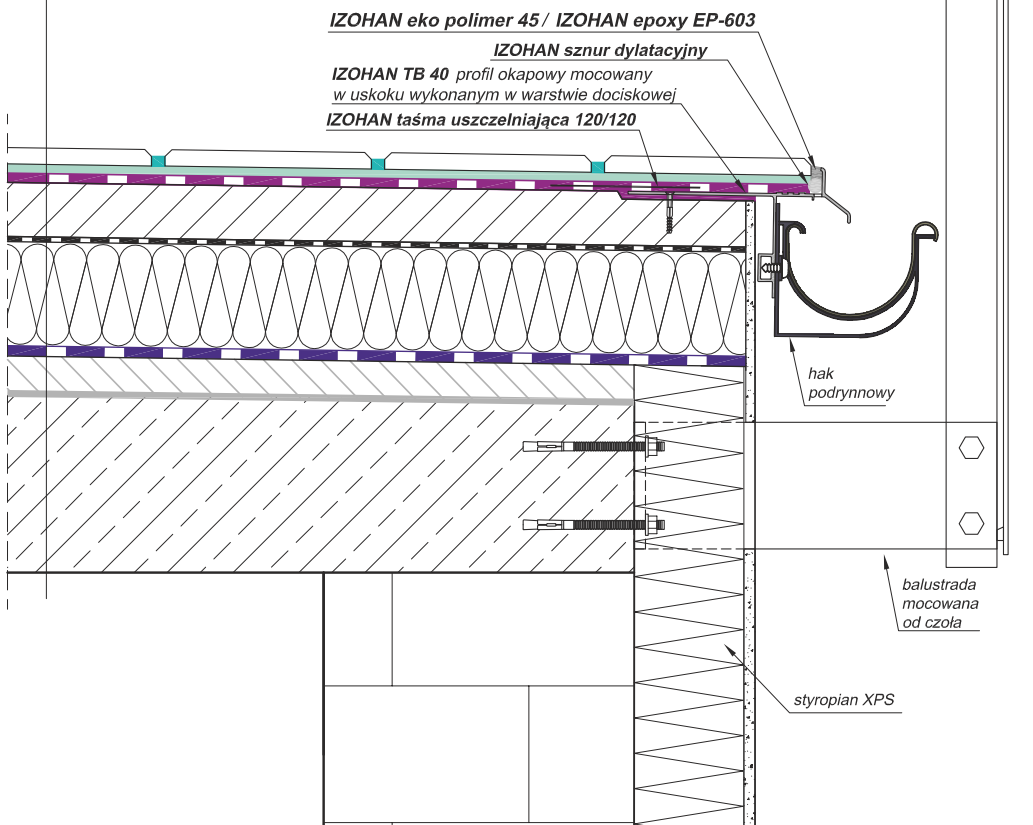 IZOHAN eko polimer 45 / IZOHAN epoxy EP-603
IZOHAN sznur dylatacyjny
IZOHAN TB 40 profil okapowy mocowany
w uskoku wykonanym w warstwie dociskowej
IZOHAN taśma uszczelniająca 120/120
hak
podrynnowy
balustrada
mocowana
od czoła
styropian XPS